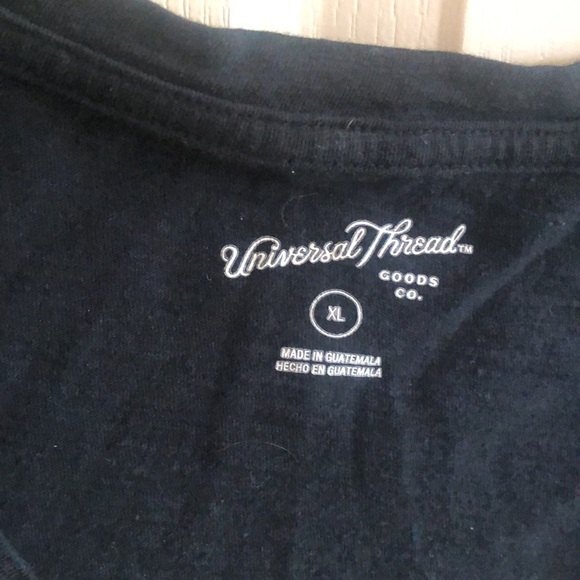 Universal Thread™
GOODS
CO.
XL
MADE IN GUATEMALA
HECHO EN GUATEMALA